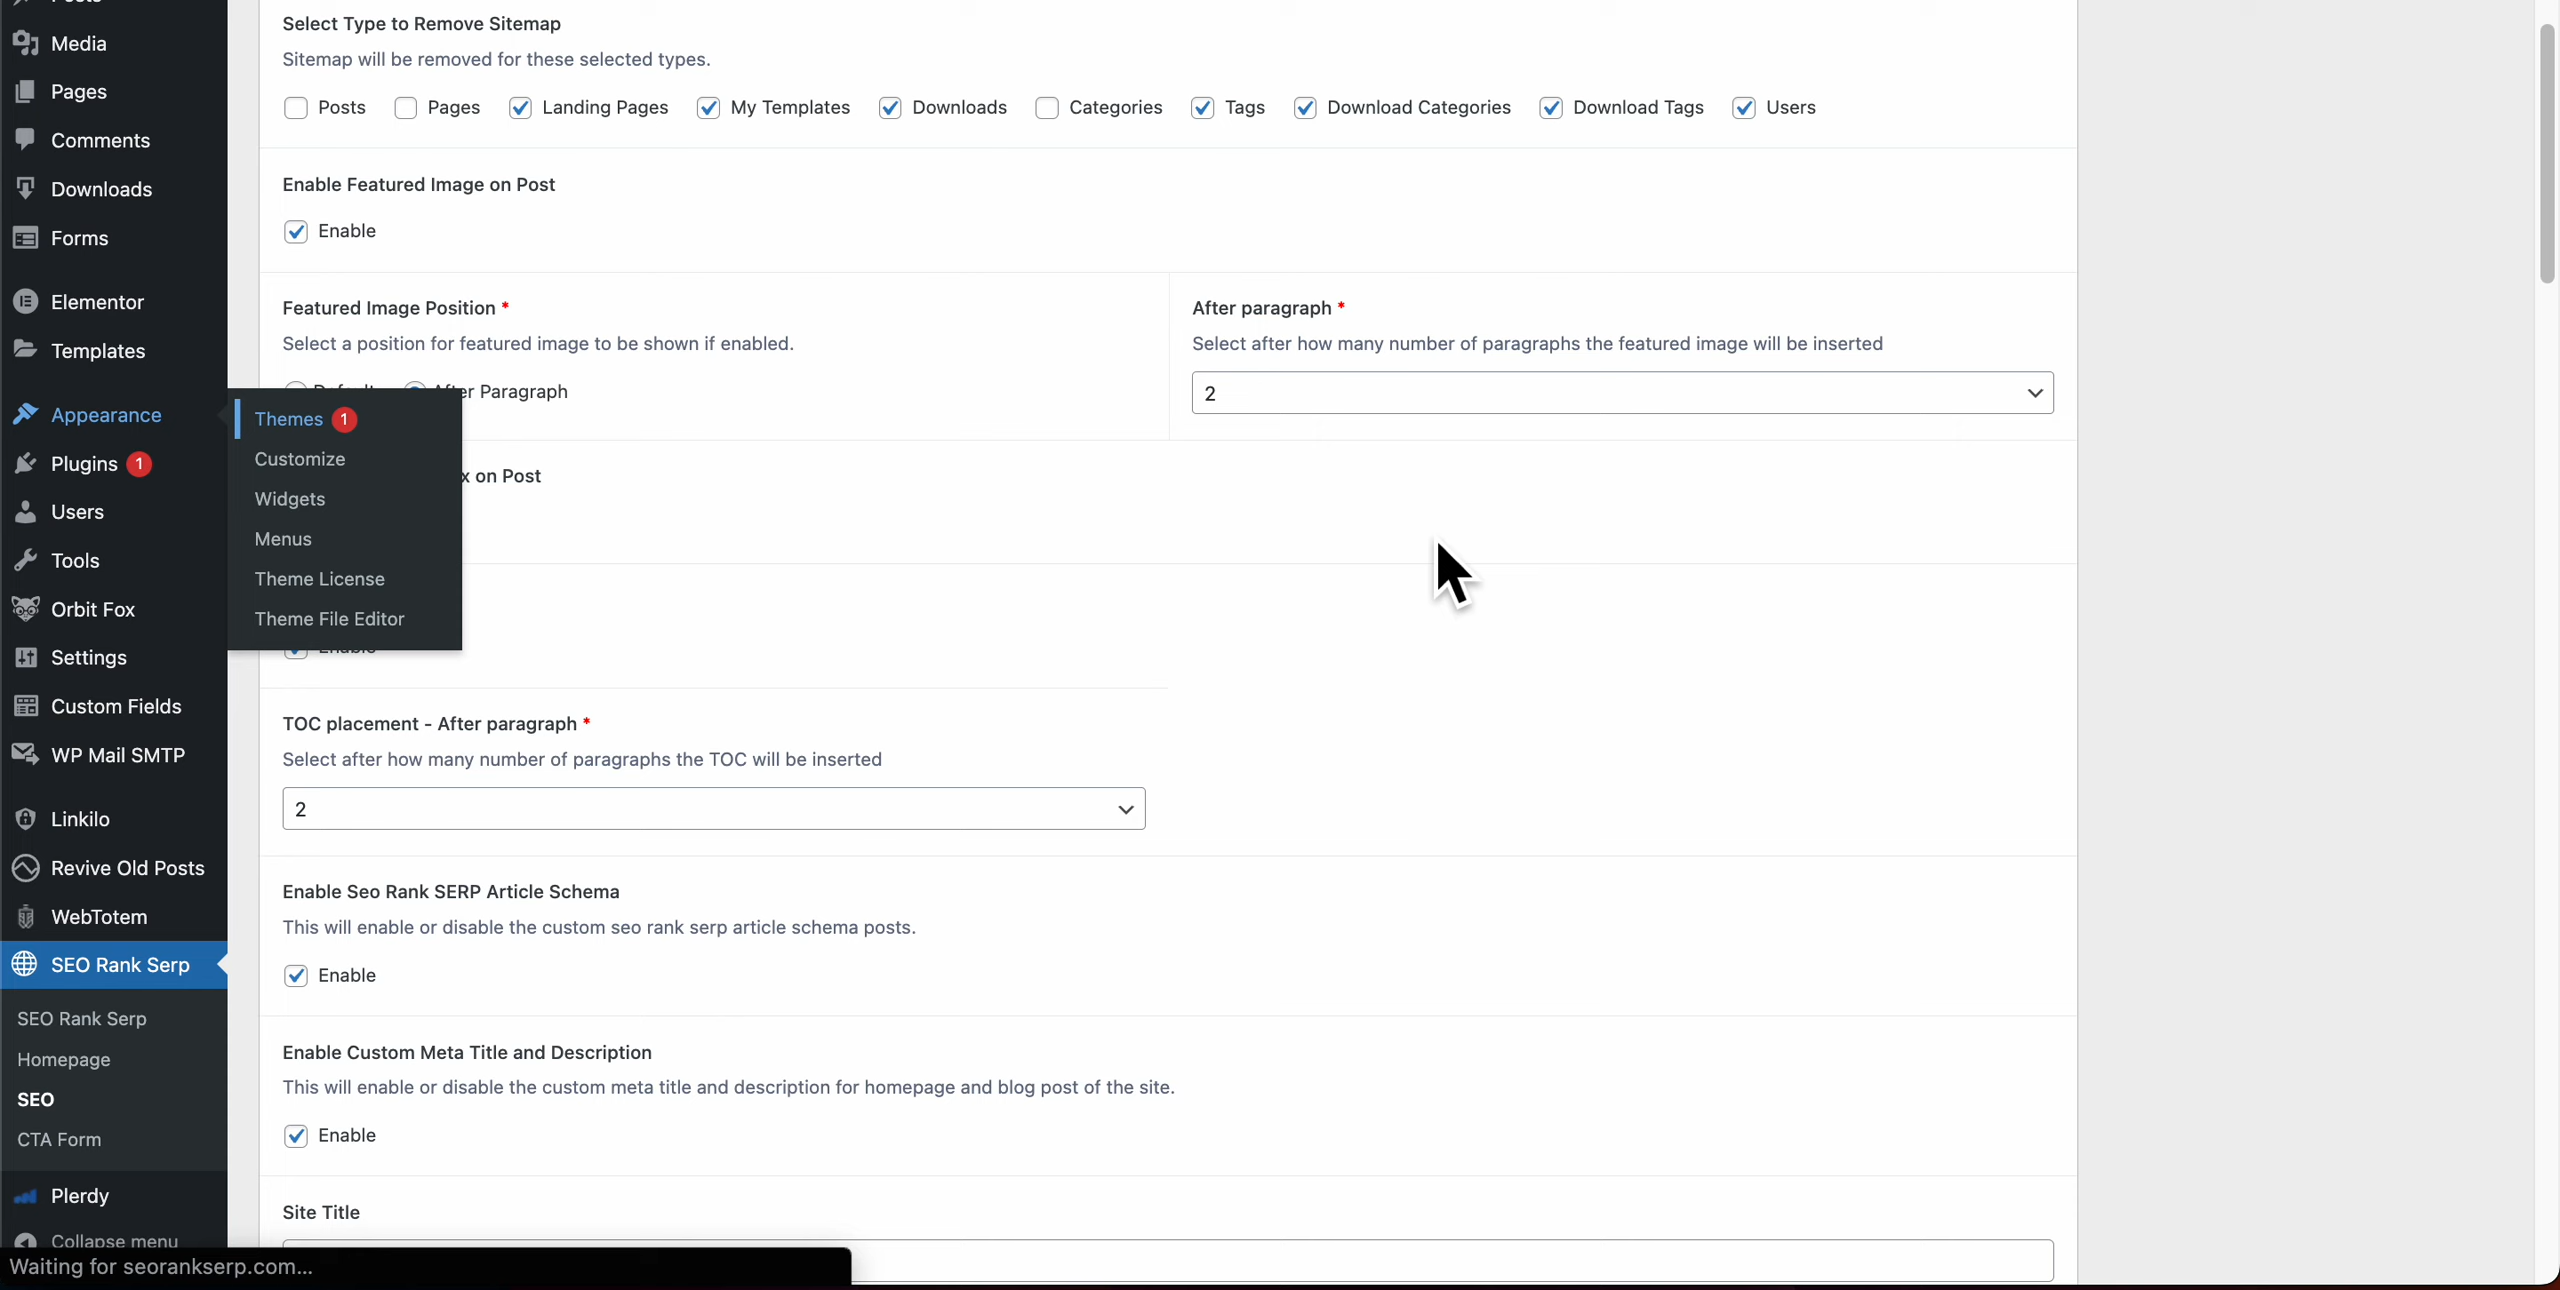 Media
Pages
Comments
Downloads
Forms
Elementor
Templates
Appearance
Plugins 1
Users
Tools
Orbit Fox
Settings
Custom Fields
WP Mail SMTP
Linkilo
Revive Old Posts
WebTotem
SEO Rank Serp
SEO Rank Serp
Homepage
SEO
CTA Form
Plerdy
Collapse menu
Waiting for seorankserp.com...
Themes 1
Customize
Widgets
Menus
Theme License
Theme File Editor
Select Type to Remove Sitemap
Sitemap will be removed for these selected types.
Posts Pages Landing Pages My Templates Downloads Categories Tags Download Categories Download Tags Users
Enable Featured Image on Post
Enable
Featured Image Position *
Select a position for featured image to be shown if enabled.
After Paragraph
After paragraph *
Select after how many number of paragraphs the featured image will be inserted
2
on Post
TOC placement - After paragraph *
Select after how many number of paragraphs the TOC will be inserted
2
Enable Seo Rank SERP Article Schema
This will enable or disable the custom seo rank serp article schema posts.
Enable
Enable Custom Meta Title and Description
This will enable or disable the custom meta title and description for homepage and blog post of the site.
Enable
Site Title